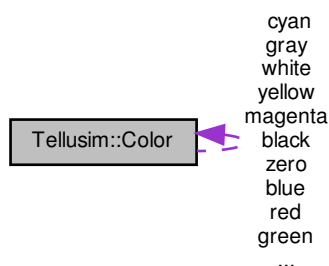 cyan
gray
white
yellow
magenta
Tellusim::Color
black
zero
blue
red
green
...